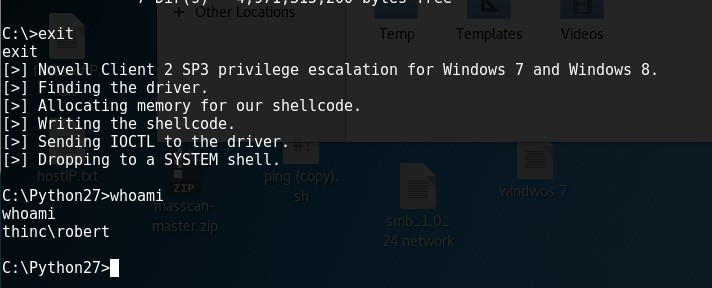 7 Dir(s) 4,971,315,200 bytes free
Other Locations
Temp
Templates
Videos
C:\>exit
exit
[>] Novell Client 2 SP3 privilege escalation for Windows 7 and Windows 8.
[>] Finding the driver.
[>] Allocating memory for our shellcode.
[>] Writing the shellcode.
[>] Sending IOCTL to the driver.
[>] Dropping to a SYSTEM shell.
hostIP.txt
ping (copy).
sh
windwos 7
C:\Python27>whoami
whoami
thinc\robert
ZIP
masscan-
master.zip
smb_1.0_
24 network
C:\Python27>